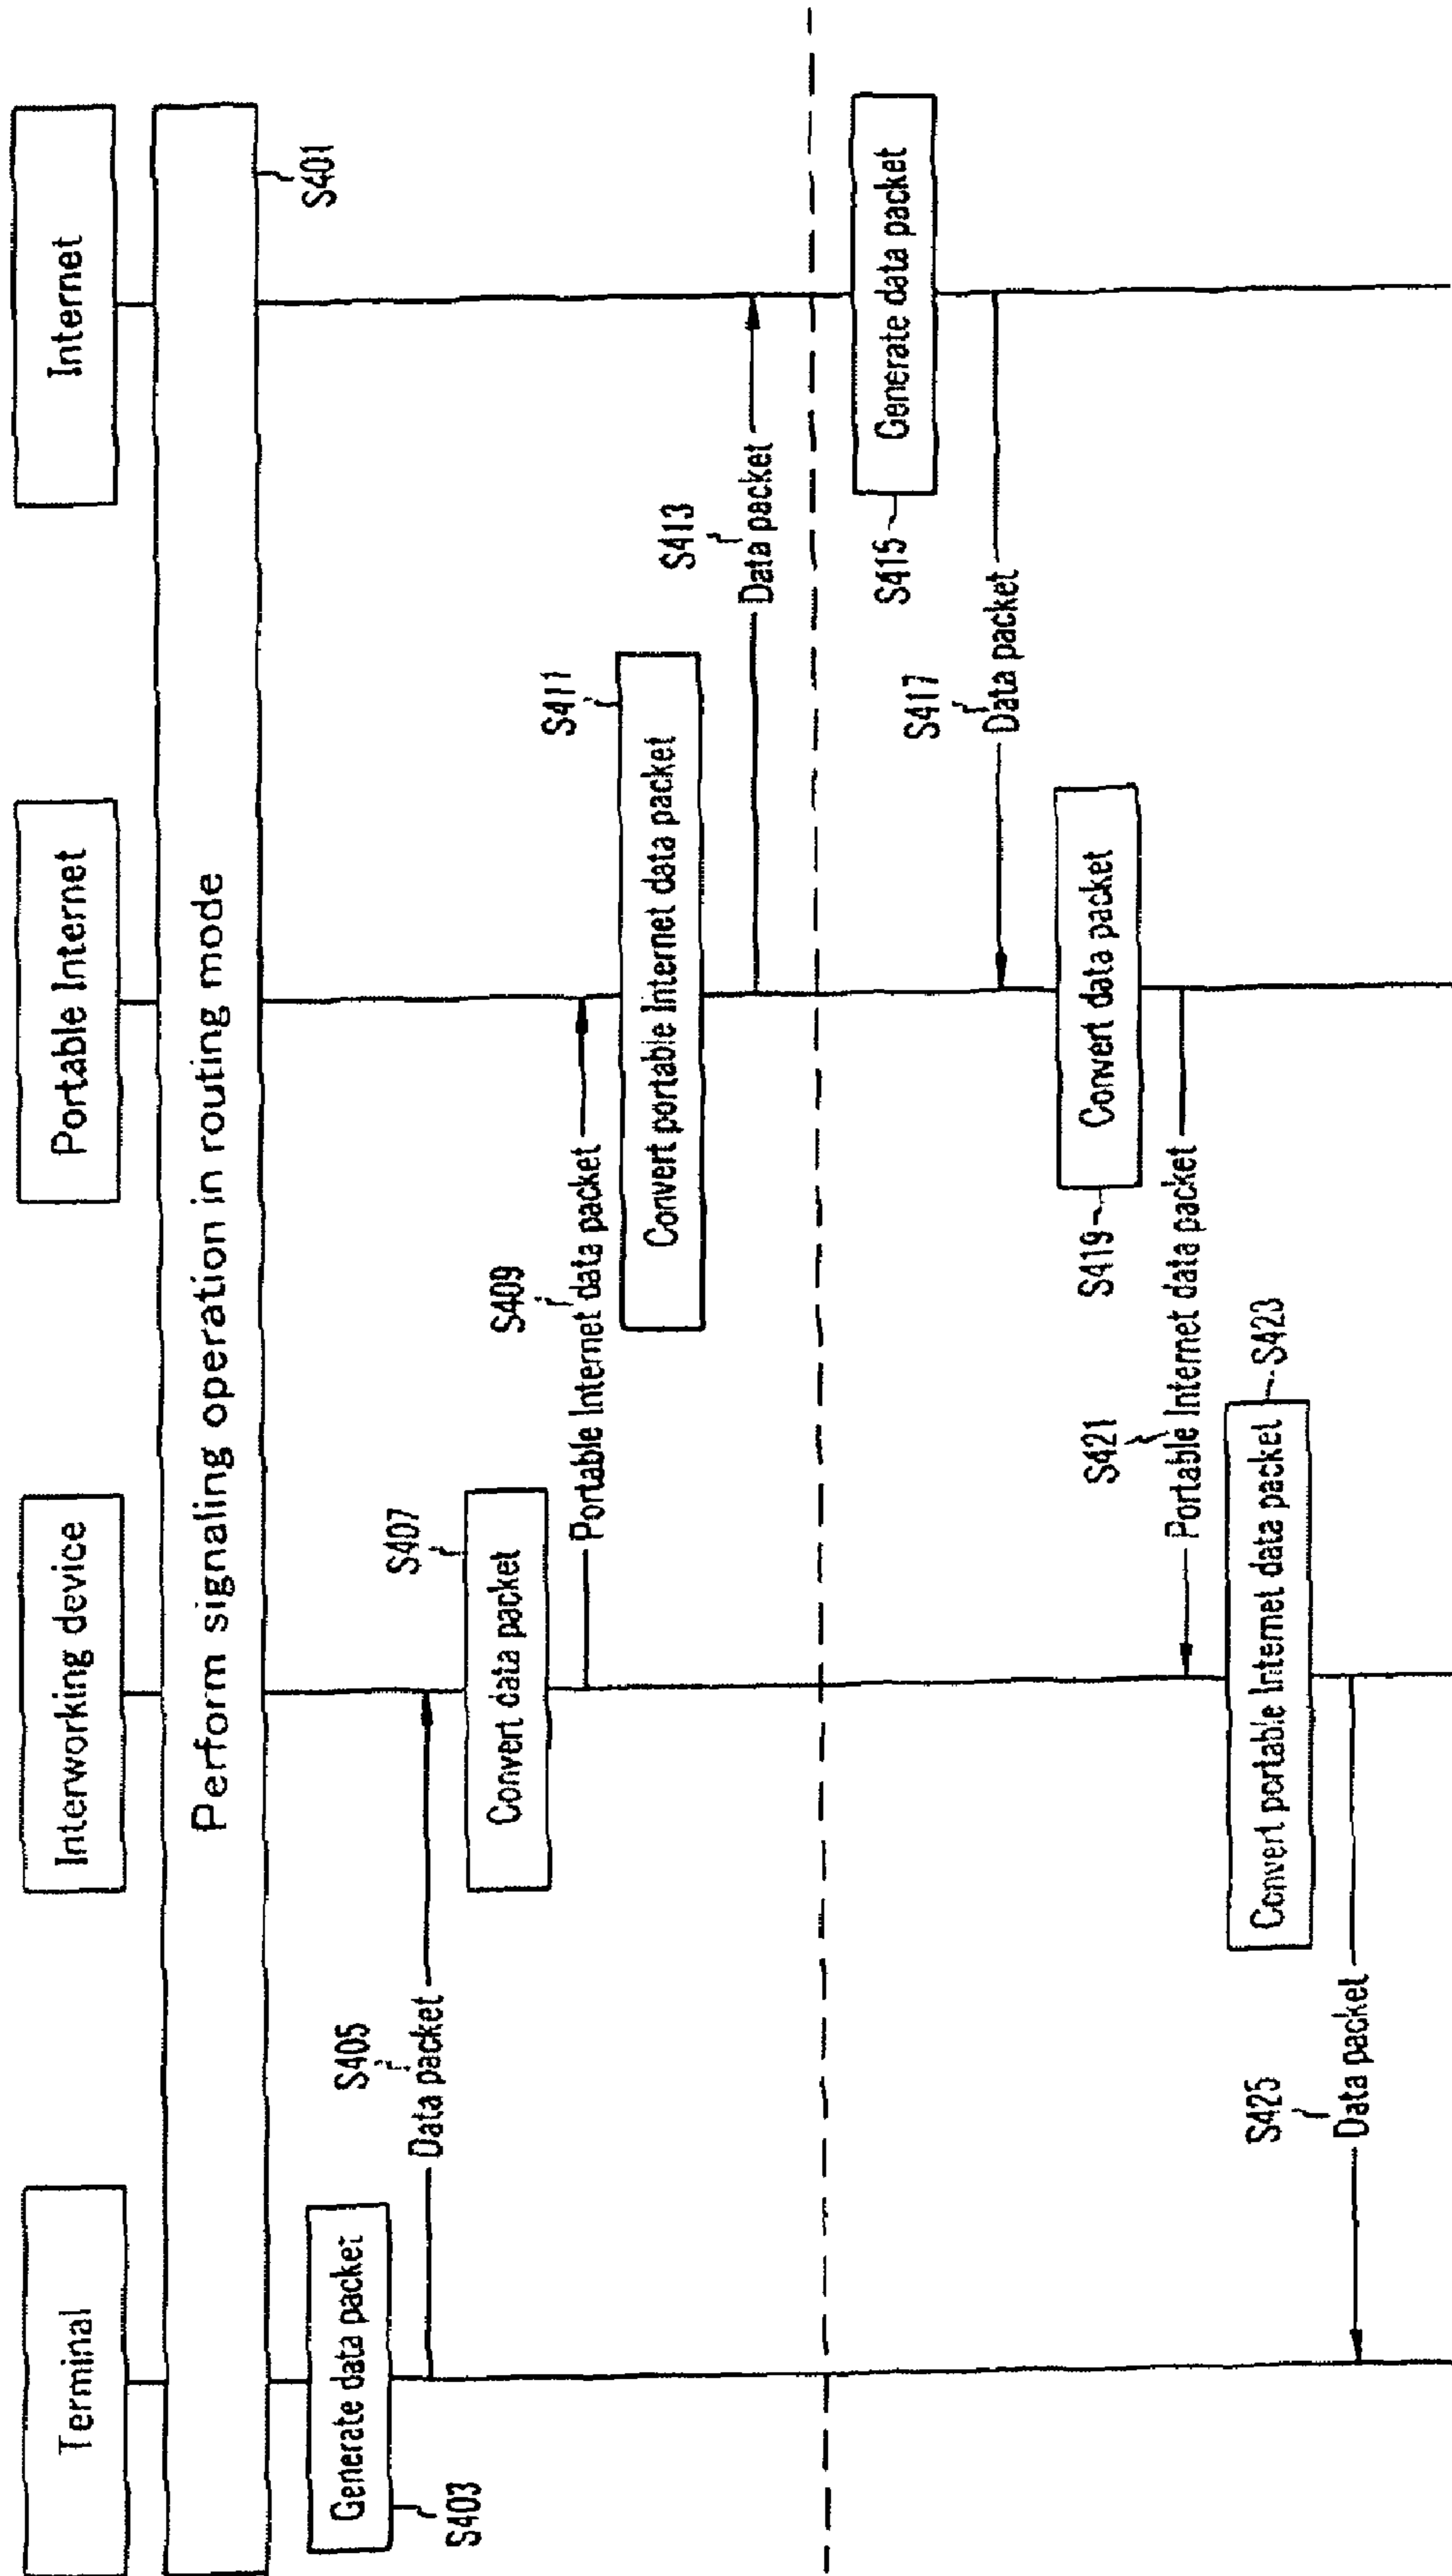 Terminal
Interworking device
Portable Internet
Internet
Perform signaling operation in routing mode
S401
Generate data packet
S403
S405
Data packet
S407
Convert data packet
S409
Portable Internet data packet
S411
Convert portable Internet data packet
S413
Data packet
Generate data packet
S415
S417
Data packet
Convert data packet
S419
S421
Portable Internet data packet
Convert portable Internet data packet
S423
S425
Data packet